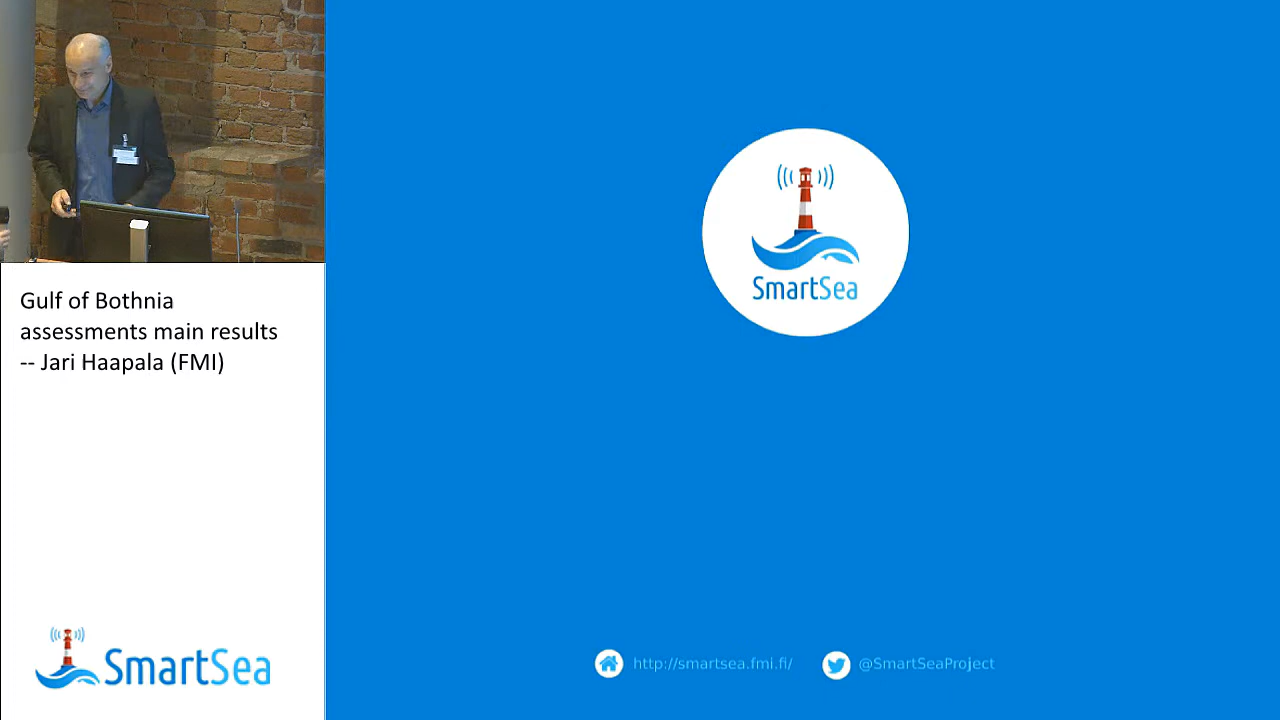 Gulf of Bothnia
assessments main results
-- Jari Haapala (FMI)
SmartSea
SmartSea
http://smartsea.fmi.fi/
@SmartSeaProject